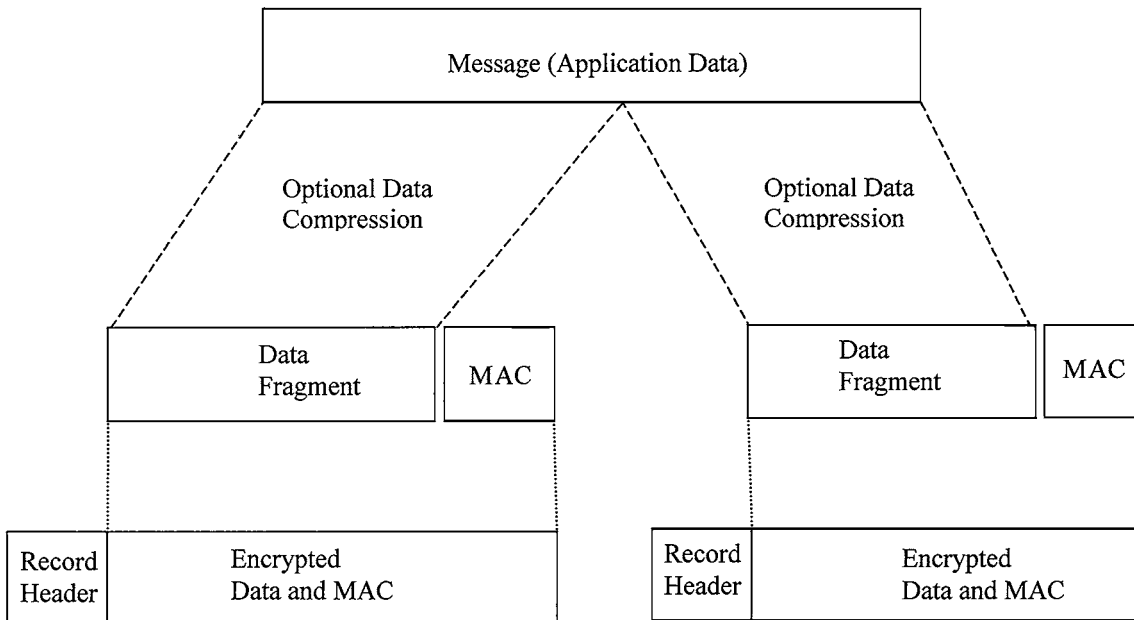 Message (Application Data)
Optional Data
Compression
Optional Data
Compression
Data
Fragment
MAC
Data
Fragment
MAC
Record
Header
Encrypted
Data and MAC
Record
Header
Encrypted
Data and MAC